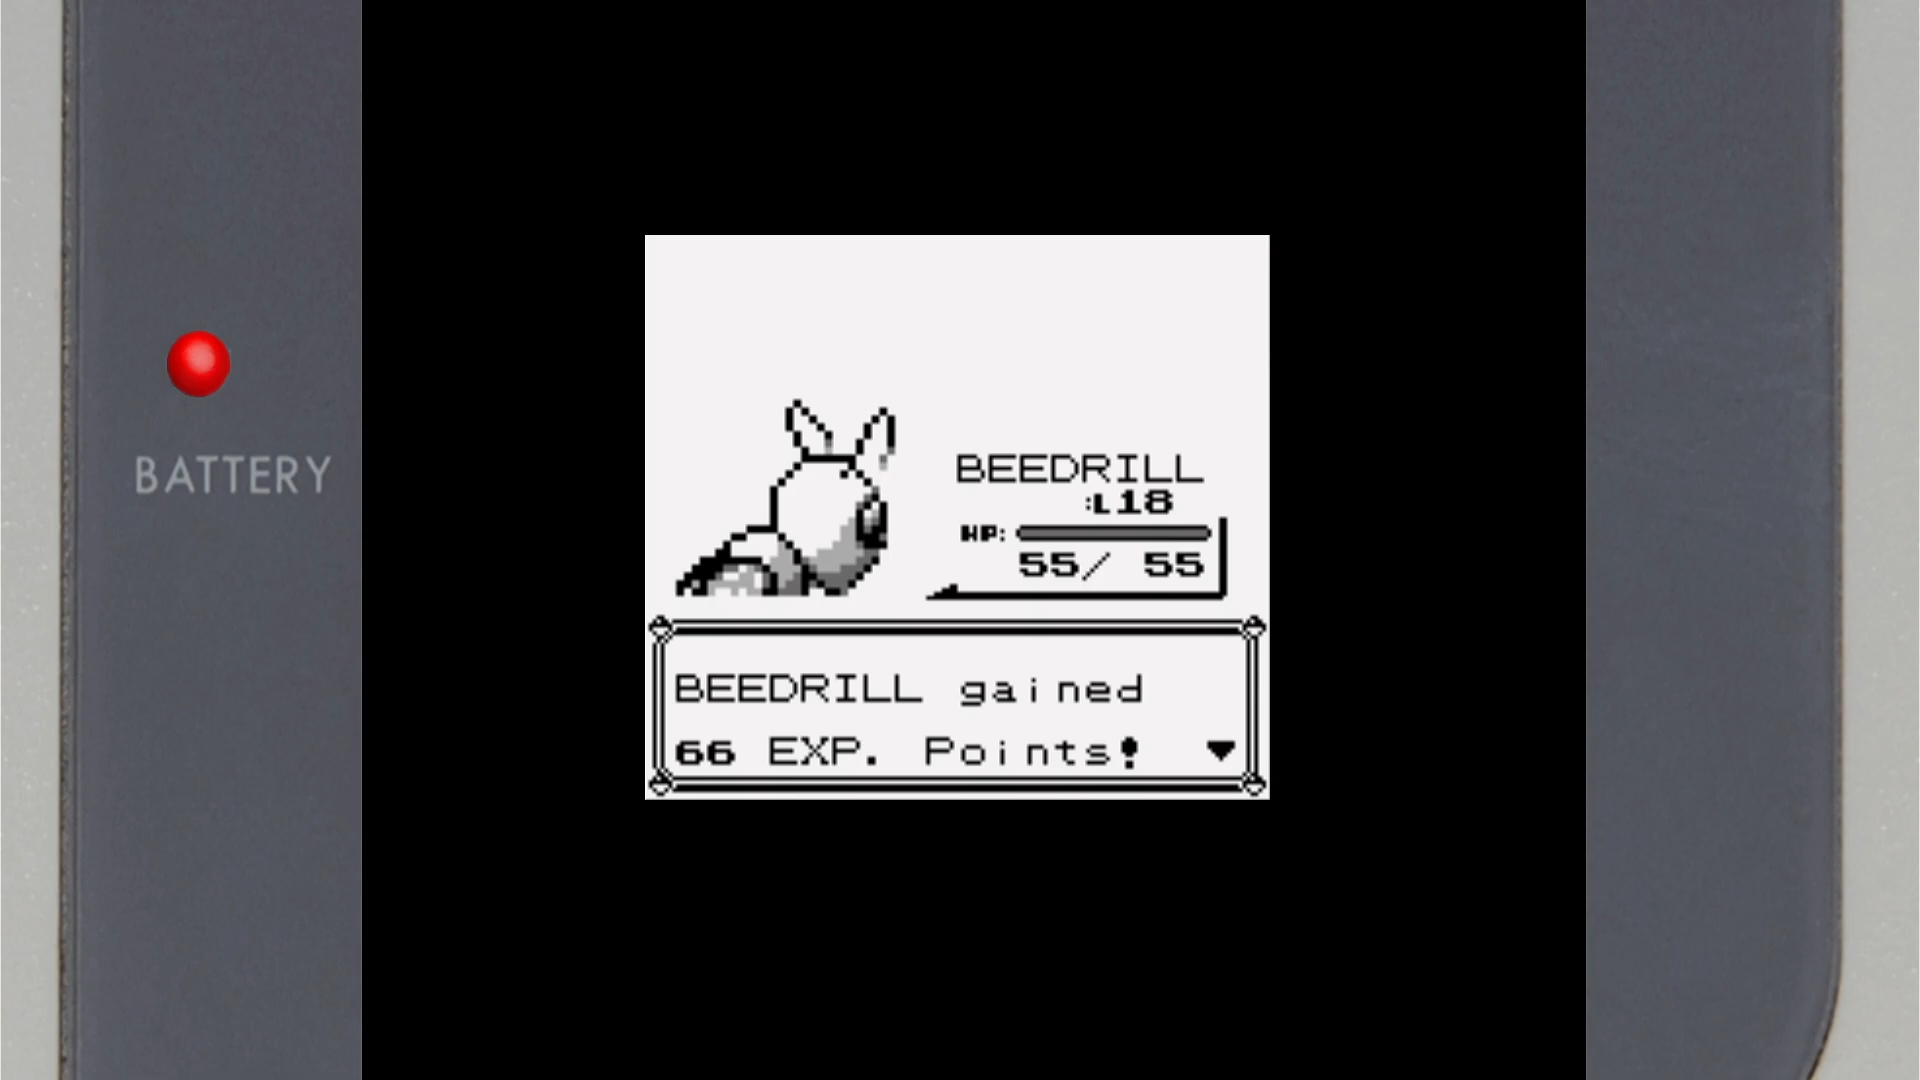 BATTERY
BEEDRILL
:L18
HP:
55/ 55
BEEDRILL gained
66 EXP. Points!